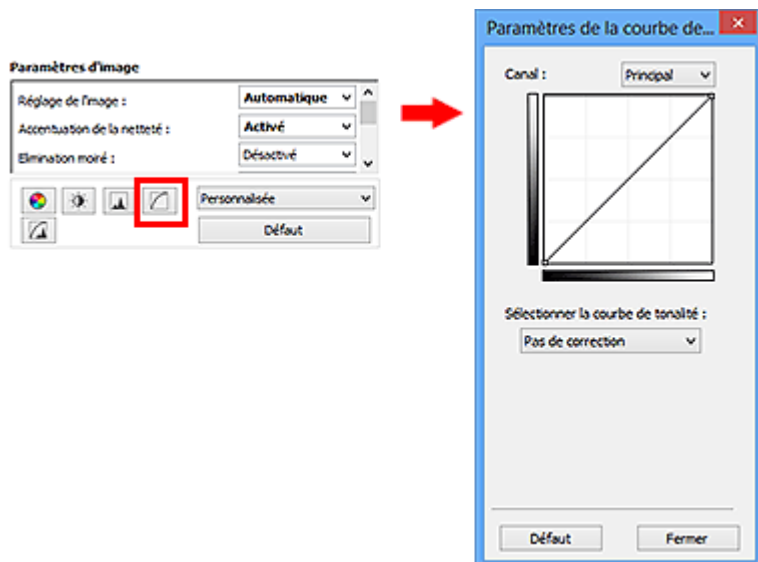 Paramètres d'image
Réglage de l'image : Automatique
Accentuation de la netteté : Activé
Elimination moiré : Désactivé
Personnalisée
Défaut
Paramètres de la courbe de...
Canal : Principal
Sélectionner la courbe de tonalité :
Pas de correction
Défaut Fermer